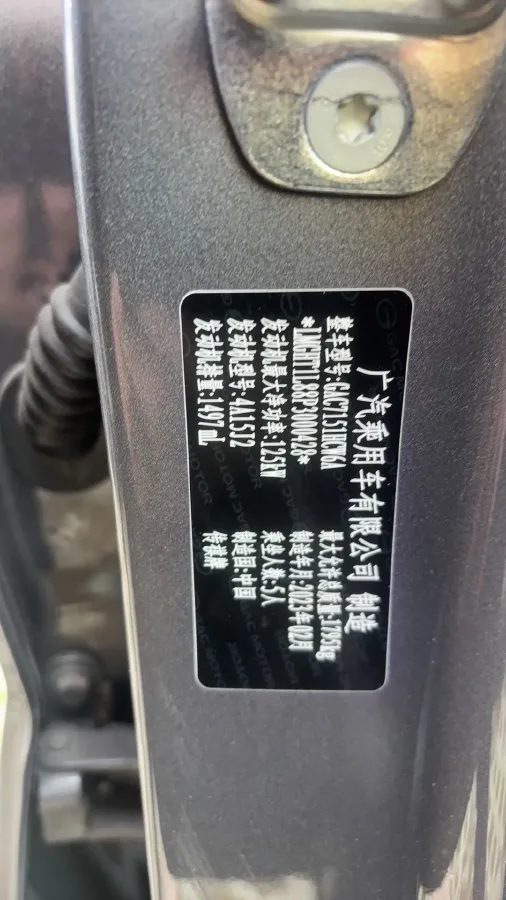 广汽乘用车有限公司 制造
整车型号:GAC7151HCW6A 最大允许总质量:1795kg
*LMGHT1L88P3000428* 制造年月:2023年02月
发动机最大净功率:125kW 乘坐人数:5人
发动机型号:4A15J2 制造国:中国
发动机排量:1497ml 传祺牌